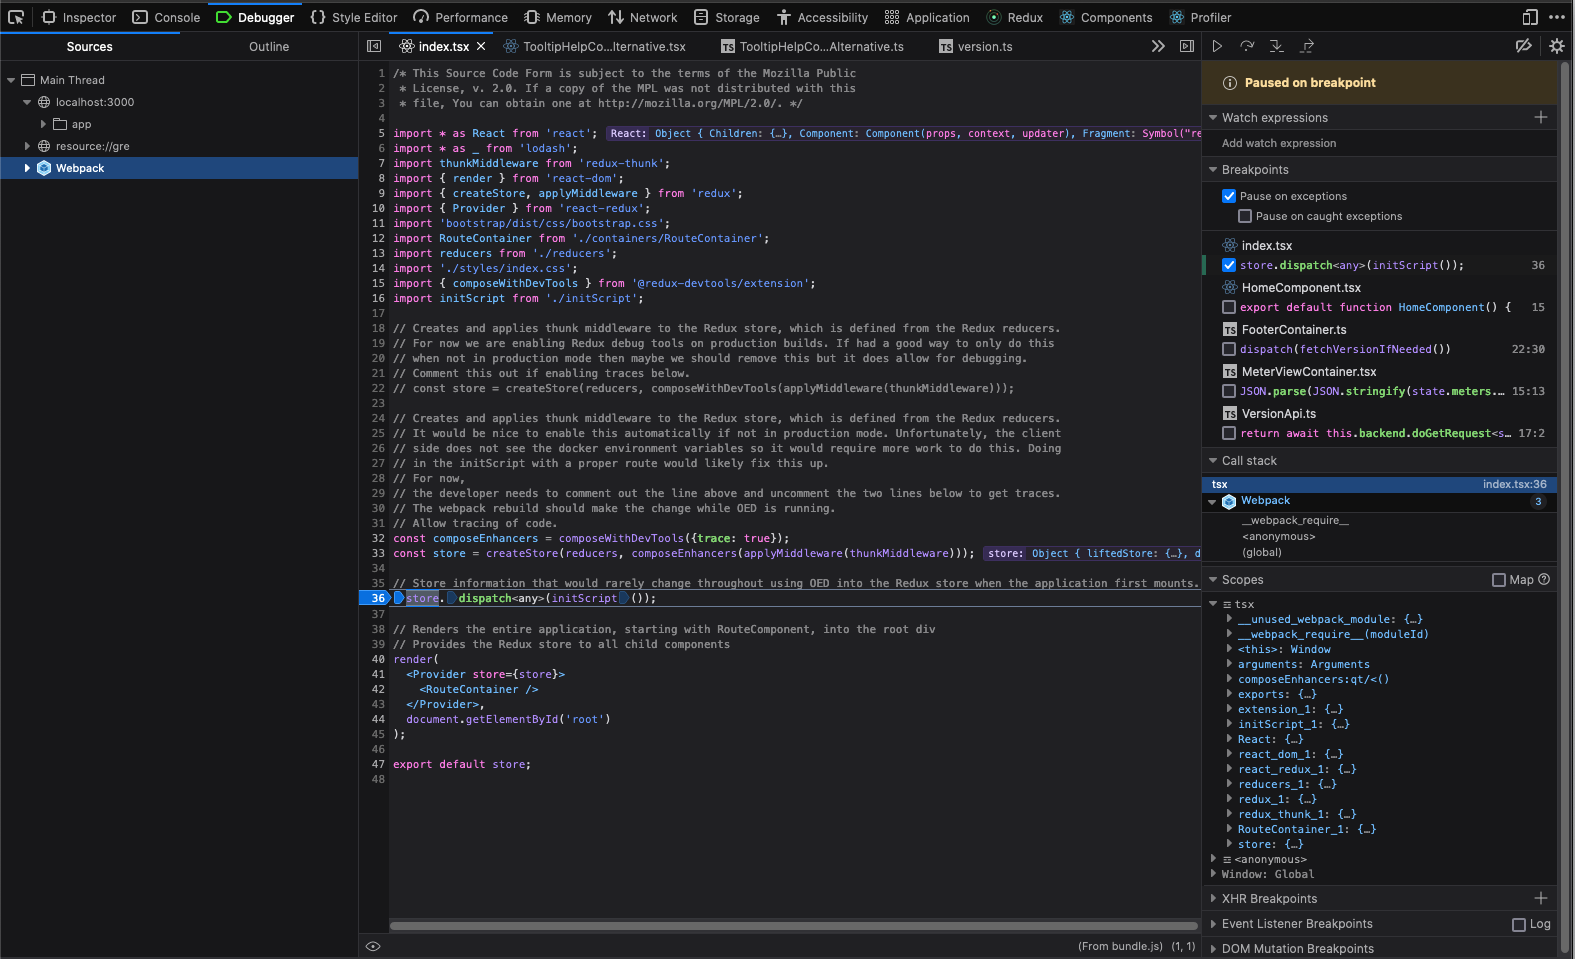 Inspector Console Debugger Style Editor Performance Memory Network Storage Accessibility Application Redux Components Profiler
Sources Outline
Main Thread
localhost:3000
app
resource://gre
Webpack
index.tsx TooltipHelpCo...lternative.tsx TS TooltipHelpCo...Alternative.ts TS version.ts
1 /* This Source Code Form is subject to the terms of the Mozilla Public
2 * License, v. 2.0. If a copy of the MPL was not distributed with this
3 * file, You can obtain one at http://mozilla.org/MPL/2.0/. */
4
5 import * as React from 'react'; React: Object { Children: {…}, Component: Component(props, context, updater), Fragment: Symbol("re
6 import * as _ from 'lodash';
7 import thunkMiddleware from 'redux-thunk';
8 import { render } from 'react-dom';
9 import { createStore, applyMiddleware } from 'redux';
10 import { Provider } from 'react-redux';
11 import 'bootstrap/dist/css/bootstrap.css';
12 import RouteContainer from './containers/RouteContainer';
13 import reducers from './reducers';
14 import './styles/index.css';
15 import { composeWithDevTools } from '@redux-devtools/extension';
16 import initScript from './initScript';
17
18 // Creates and applies thunk middleware to the Redux store, which is defined from the Redux reducers.
19 // For now we are enabling Redux debug tools on production builds. If had a good way to only do this
20 // when not in production mode then maybe we should remove this but it does allow for debugging.
21 // Comment this out if enabling traces below.
22 // const store = createStore(reducers, composeWithDevTools(applyMiddleware(thunkMiddleware)));
23
24 // Creates and applies thunk middleware to the Redux store, which is defined from the Redux reducers.
25 // It would be nice to enable this automatically if not in production mode. Unfortunately, the client
26 // side does not see the docker environment variables so it would require more work to do this. Doing
27 // in the initScript with a proper route would likely fix this up.
28 // For now,
29 // the developer needs to comment out the line above and uncomment the two lines below to get traces.
30 // The webpack rebuild should make the change while OED is running.
31 // Allow tracing of code.
32 const composeEnhancers = composeWithDevTools({trace: true});
33 const store = createStore(reducers, composeEnhancers(applyMiddleware(thunkMiddleware))); store: Object { liftedStore: {…}, d
34
35 // Store information that would rarely change throughout using OED into the Redux store when the application first mounts.
36 store.dispatch<any>(initScript());
37
38 // Renders the entire application, starting with RouteComponent, into the root div
39 // Provides the Redux store to all child components
40 render(
41 <Provider store={store}>
42 <RouteContainer />
43 </Provider>,
44 document.getElementById('root')
45 );
46
47 export default store;
48
(From bundle.js) (1, 1)
Paused on breakpoint
Watch expressions
Add watch expression
Breakpoints
Pause on exceptions
Pause on caught exceptions
index.tsx
store.dispatch<any>(initScript()); 36
HomeComponent.tsx
export default function HomeComponent() { 15
TS FooterContainer.ts
dispatch(fetchVersionIfNeeded()) 22:30
TS MeterViewContainer.tsx
JSON.parse(JSON.stringify(state.meters.… 15:13
TS VersionApi.ts
return await this.backend.doGetRequest<s… 17:2
Call stack
tsx index.tsx:36
Webpack 3
__webpack_require__
<anonymous>
(global)
Scopes Map
tsx
__unused_webpack_module: {…}
__webpack_require__(moduleId)
<this>: Window
arguments: Arguments
composeEnhancers:qt/<()
exports: {…}
extension_1: {…}
initScript_1: {…}
React: {…}
react_dom_1: {…}
react_redux_1: {…}
reducers_1: {…}
redux_1: {…}
redux_thunk_1: {…}
RouteContainer_1: {…}
store: {…}
<anonymous>
Window: Global
XHR Breakpoints
Event Listener Breakpoints Log
DOM Mutation Breakpoints